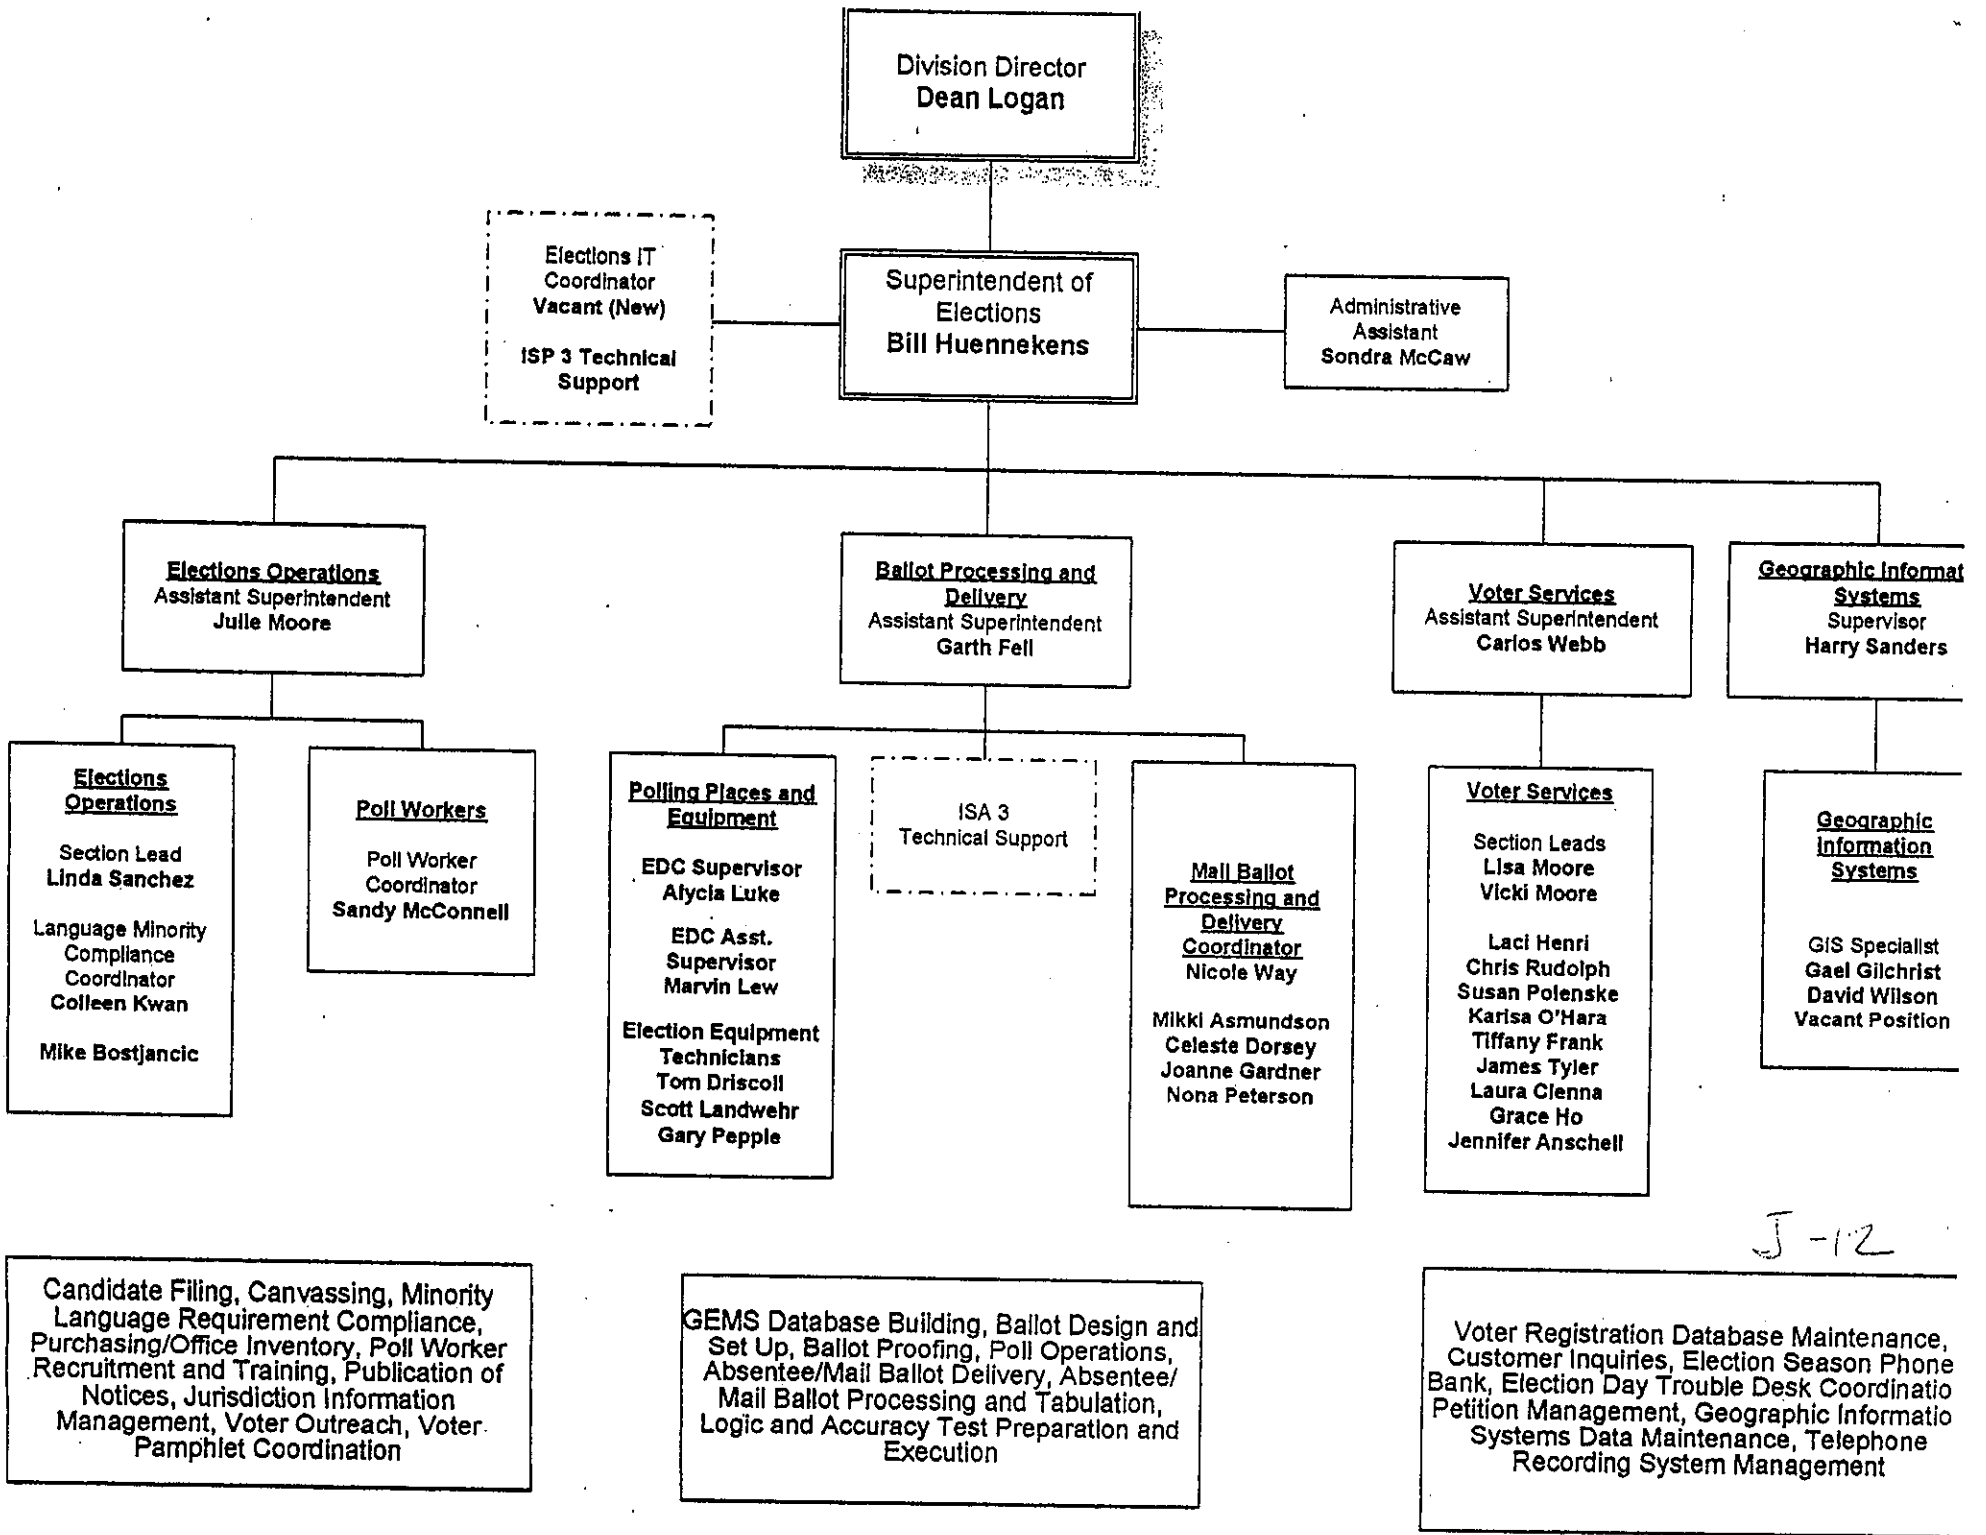 Division Director
Dean Logan
Elections IT
Coordinator
Vacant (New)
ISP 3 Technical
Support
Superintendent of
Elections
Bill Huennekens
Administrative
Assistant
Sondra McCaw
Elections Operations
Assistant Superintendent
Julie Moore
Ballot Processing and
Delivery
Assistant Superintendent
Garth Fell
Voter Services
Assistant Superintendent
Carlos Webb
Geographic Informat
Systems
Supervisor
Harry Sanders
Elections
Operations
Section Lead
Linda Sanchez
Language Minority
Compliance
Coordinator
Colleen Kwan
Mike Bostjancic
Poll Workers
Poll Worker
Coordinator
Sandy McConnell
Polling Places and
Equipment
EDC Supervisor
Alycia Luke
EDC Asst.
Supervisor
Marvin Lew
Election Equipment
Technicians
Tom Driscoll
Scott Landwehr
Gary Pepple
ISA 3
Technical Support
Mail Ballot
Processing and
Delivery
Coordinator
Nicole Way
Mikki Asmundson
Celeste Dorsey
Joanne Gardner
Nona Peterson
Voter Services
Section Leads
Lisa Moore
Vicki Moore
Laci Henri
Chris Rudolph
Susan Polenske
Karisa O'Hara
Tiffany Frank
James Tyler
Laura Cienna
Grace Ho
Jennifer Anschell
Geographic
Information
Systems
GIS Specialist
Gael Gilchrist
David Wilson
Vacant Position
J-12
Candidate Filing, Canvassing, Minority
Language Requirement Compliance,
Purchasing/Office Inventory, Poll Worker
Recruitment and Training, Publication of
Notices, Jurisdiction Information
Management, Voter Outreach, Voter
Pamphlet Coordination
GEMS Database Building, Ballot Design and
Set Up, Ballot Proofing, Poll Operations,
Absentee/Mail Ballot Delivery, Absentee/
Mail Ballot Processing and Tabulation,
Logic and Accuracy Test Preparation and
Execution
Voter Registration Database Maintenance,
Customer Inquiries, Election Season Phone
Bank, Election Day Trouble Desk Coordinatio
Petition Management, Geographic Informatio
Systems Data Maintenance, Telephone
Recording System Management